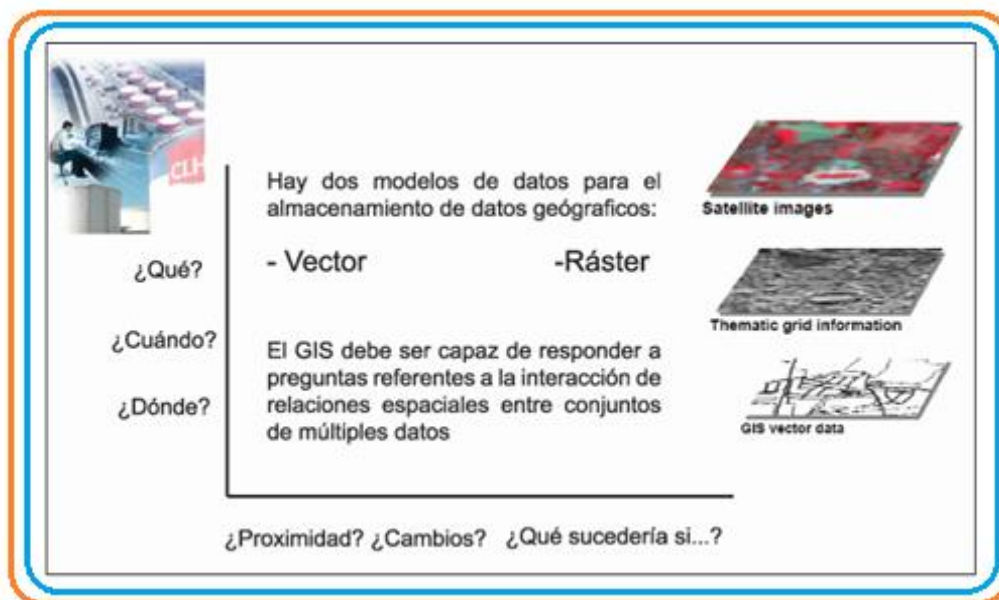 CLH
Hay dos modelos de datos para el
almacenamiento de datos geógraficos:
- Vector -Ráster
El GIS debe ser capaz de responder a
preguntas referentes a la interacción de
relaciones espaciales entre conjuntos
de múltiples datos
¿Qué?
¿Cuándo?
¿Dónde?
Satellite images
Thematic grid information
GIS vector data
¿Proximidad? ¿Cambios? ¿Qué sucedería si...?